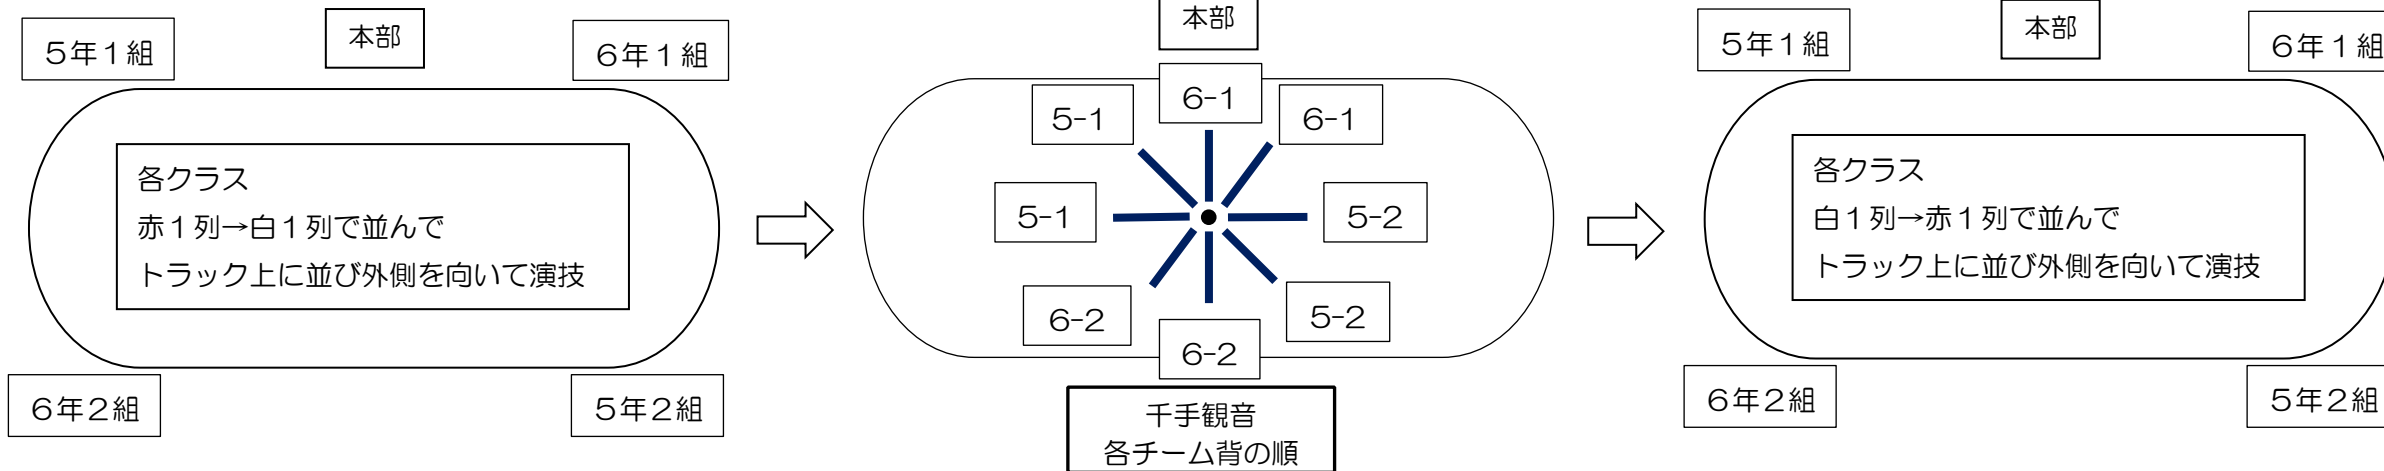 5年1組
本部
6年1組
各クラス
赤1列→白1列で並んで
トラック上に並び外側を向いて演技
6年2組
5年2組
本部
6-1
5-1
6-1
5-1
5-2
6-2
5-2
6-2
千手観音
各チーム背の順
5年1組
本部
6年1組
各クラス
白1列→赤1列で並んで
トラック上に並び外側を向いて演技
6年2組
5年2組